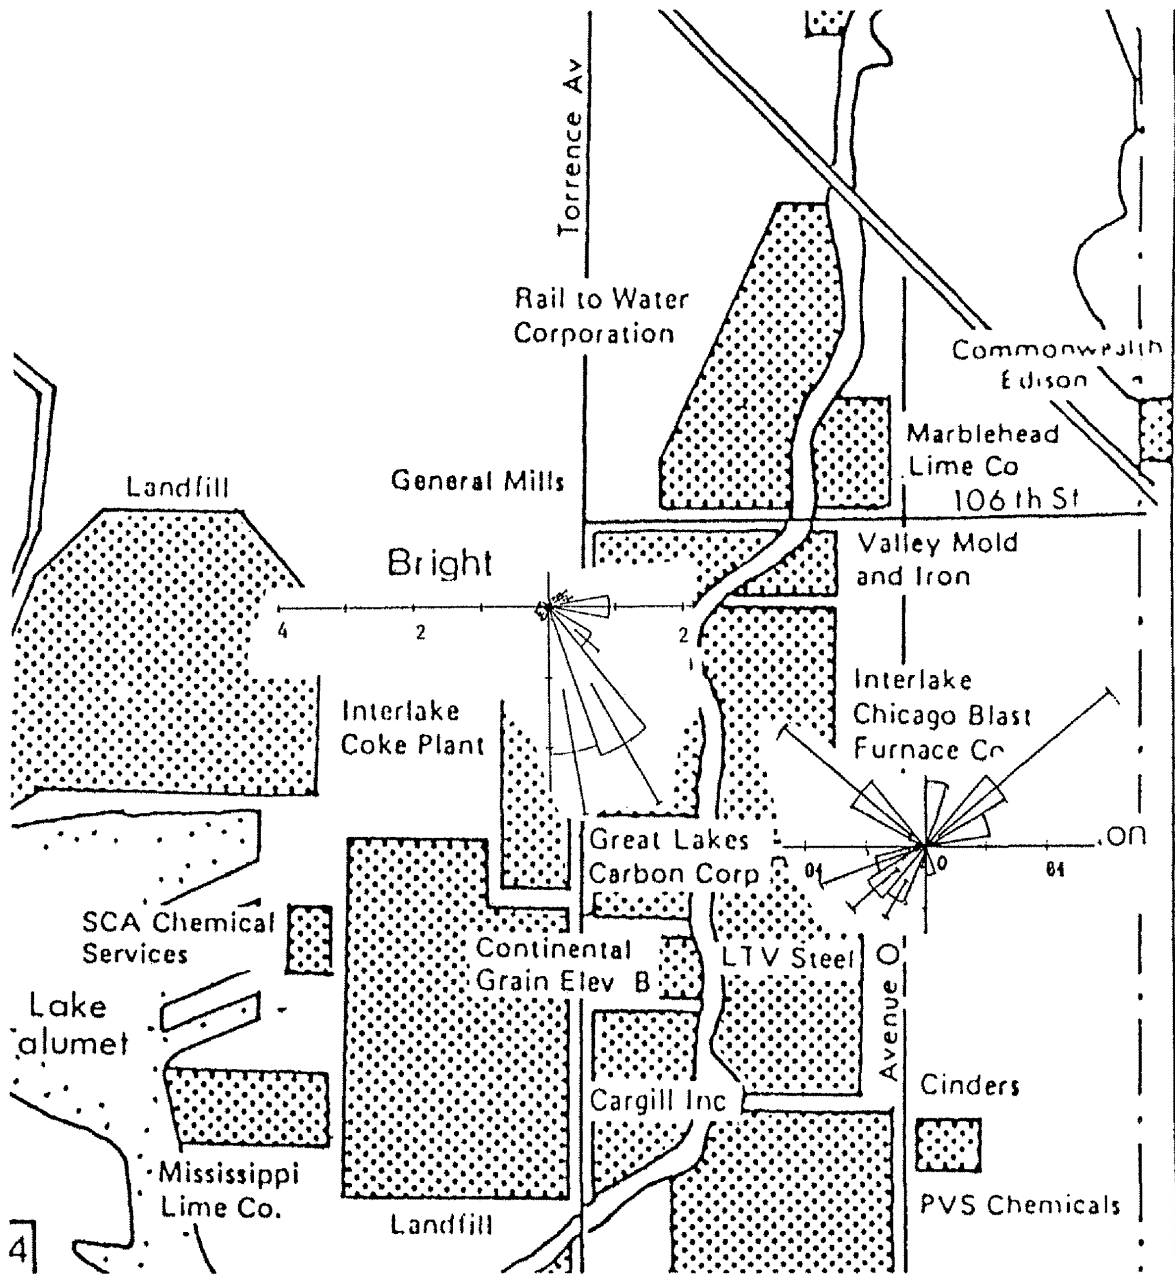 Torrence Av
Rail to Water
Corporation
Commonwealth
Edison
Marblehead
Lime Co
106th St
General Mills
Landfill
Valley Mold
and Iron
Bright
4
2
2
Interlake
Coke Plant
Interlake
Chicago Blast
Furnace Co
Great Lakes
Carbon Corp
on
SCA Chemical
Services
Continental
Grain Elev B
LTV Steel
Avenue O
Lake
alumet
Cargill Inc
Cinders
Mississippi
Lime Co.
Landfill
PVS Chemicals
4